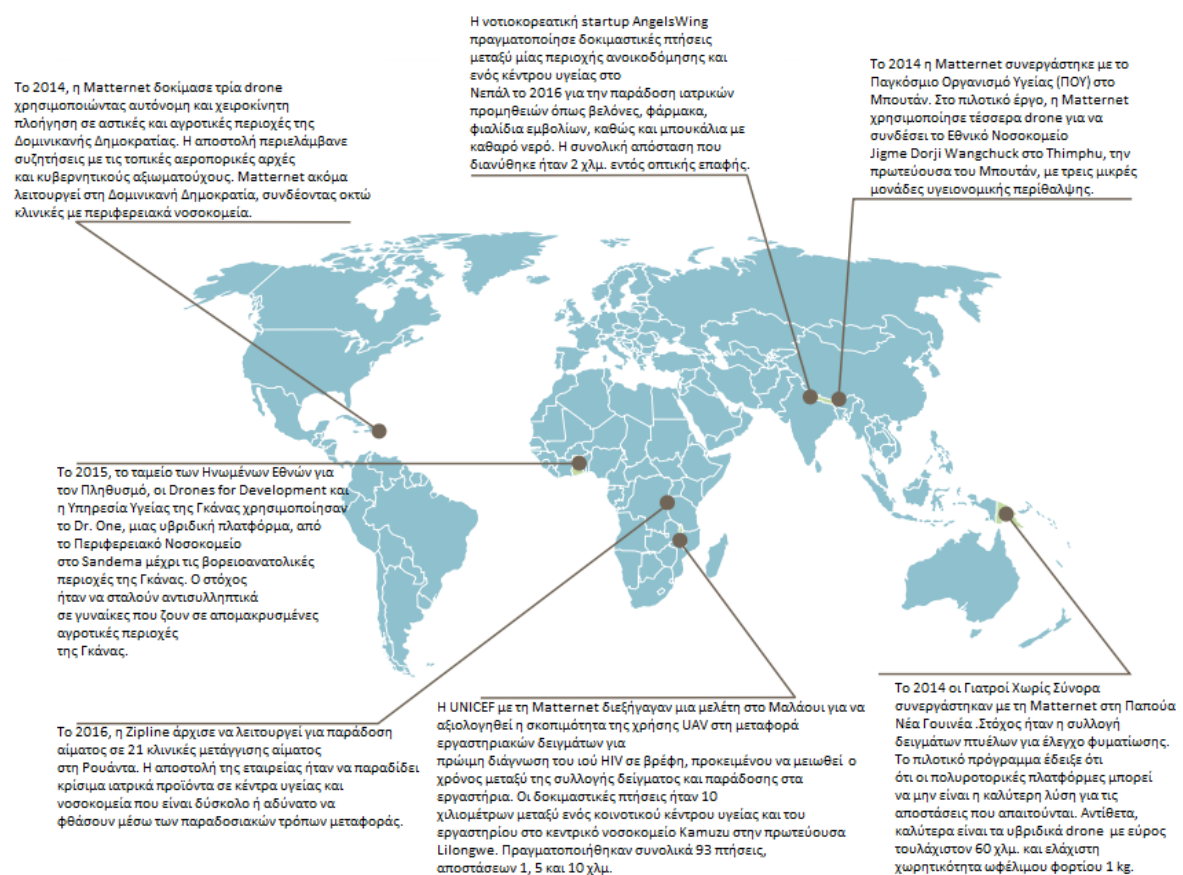 Η νοτιοκορεατική startup AngelsWing
πραγματοποίησε δοκιμαστικές πτήσεις
μεταξύ μίας περιοχής ανοικοδόμησης και
ενός κέντρου υγείας στο
Νεπάλ το 2016 για την παράδοση ιατρικών
προμηθειών όπως βελόνες, φάρμακα,
φιαλίδια εμβολίων, καθώς και μπουκάλια με
καθαρό νερό. Η συνολική απόσταση που
διανύθηκε ήταν 2 χλμ. εντός οπτικής επαφής.
Το 2014, η Matternet δοκίμασε τρία drone
χρησιμοποιώντας αυτόνομη και χειροκίνητη
πλοήγηση σε αστικές και αγροτικές περιοχές της
Δομινικανής Δημοκρατίας. Η αποστολή περιελάμβανε
συζητήσεις με τις τοπικές αεροπορικές αρχές
και κυβερνητικούς αξιωματούχους. Matternet ακόμα
λειτουργεί στη Δομινικανή Δημοκρατία, συνδέοντας οκτώ
κλινικές με περιφερειακά νοσοκομεία.
Το 2014 η Matternet συνεργάστηκε με το
Παγκόσμιο Οργανισμό Υγείας (ΠΟΥ) στο
Μπουτάν. Στο πιλοτικό έργο, η Matternet
χρησιμοποίησε τέσσερα drone για να
συνδέσει το Εθνικό Νοσοκομείο
Jigme Dorji Wangchuck στο Thimphu, την
πρωτεύουσα του Μπουτάν, με τρεις μικρές
μονάδες υγειονομικής περίθαλψης.
Το 2015, το ταμείο των Ηνωμένων Εθνών για
τον Πληθυσμό, οι Drones for Development και
η Υπηρεσία Υγείας της Γκάνας χρησιμοποίησαν
το Dr. One, μιας υβριδική πλατφόρμα, από
το Περιφερειακό Νοσοκομείο
στο Sandema μέχρι τις βορειοανατολικές
περιοχές της Γκάνας. Ο στόχος
ήταν να σταλούν αντισυλληπτικά
σε γυναίκες που ζουν σε απομακρυσμένες
αγροτικές περιοχές
της Γκάνας.
Το 2016, η Zipline άρχισε να λειτουργεί για παράδοση
αίματος σε 21 κλινικές μετάγγισης αίματος
στη Ρουάντα. Η αποστολή της εταιρείας ήταν να παραδίδει
κρίσιμα ιατρικά προϊόντα σε κέντρα υγείας και
νοσοκομεία που είναι δύσκολο ή αδύνατο να
φθάσουν μέσω των παραδοσιακών τρόπων μεταφοράς.
Η UNICEF με τη Matternet διεξήγαγαν μια μελέτη στο Μαλάουι για να
αξιολογηθεί η σκοπιμότητα της χρήσης UAV στη μεταφορά
εργαστηριακών δειγμάτων για
πρώιμη διάγνωση του ιού HIV σε βρέφη, προκειμένου να μειωθεί ο
χρόνος μεταξύ της συλλογής δείγματος και παράδοσης στα
εργαστήρια. Οι δοκιμαστικές πτήσεις ήταν 10
χιλιομέτρων μεταξύ ενός κοινοτικού κέντρου υγείας και του
εργαστηρίου στο κεντρικό νοσοκομείο Kamuzu στην πρωτεύουσα
Lilongwe. Πραγματοποιήθηκαν συνολικά 93 πτήσεις,
αποστάσεων 1, 5 και 10 χλμ.
Το 2014 οι Γιατροί Χωρίς Σύνορα
συνεργάστηκαν με τη Matternet στη Παπούα
Νέα Γουινέα .Στόχος ήταν η συλλογή
δειγμάτων πτυέλων για έλεγχο φυματίωσης.
Το πιλοτικό πρόγραμμα έδειξε ότι
ότι οι πολυροτορικές πλατφόρμες μπορεί
να μην είναι η καλύτερη λύση για τις
αποστάσεις που απαιτούνται. Αντίθετα,
καλύτερα είναι τα υβριδικά drone με εύρος
τουλάχιστον 60 χλμ. και ελάχιστη
χωρητικότητα ωφέλιμου φορτίου 1 kg.